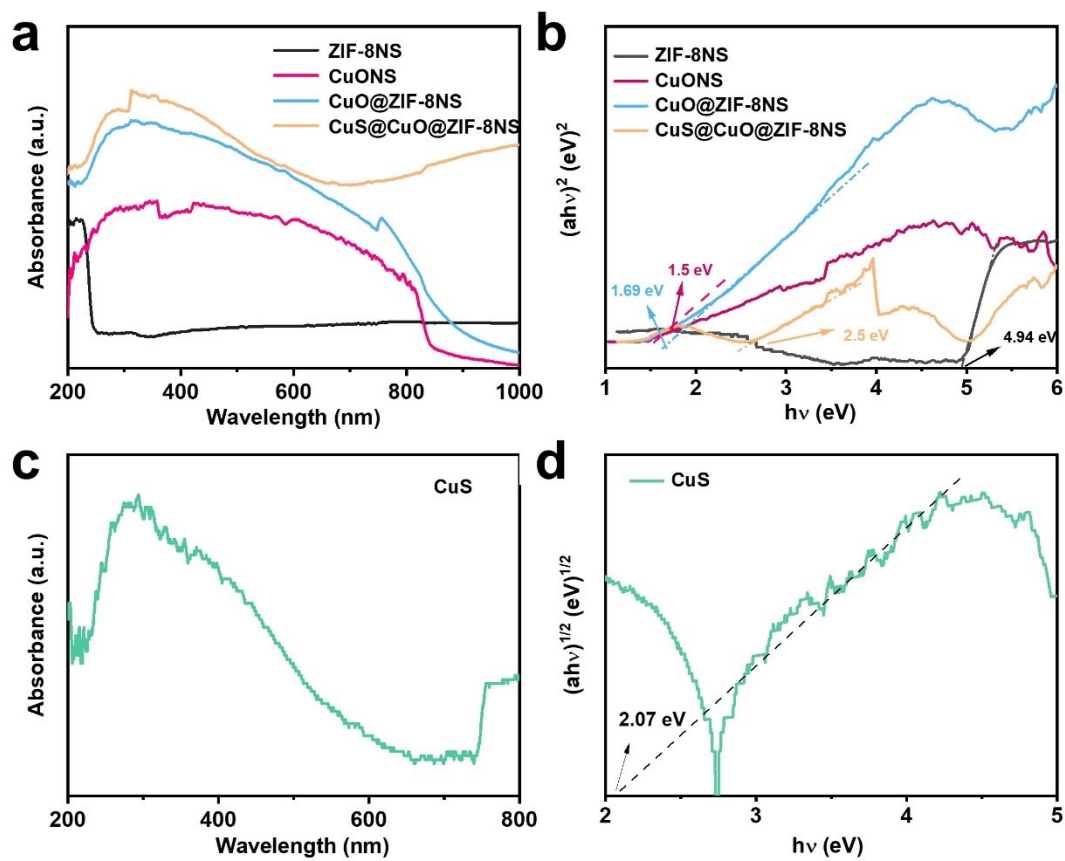 a
ZIF-8NS
CuONS
CuO@ZIF-8NS
CuS@CuO@ZIF-8NS
Absorbance (a.u.)
200 400 600 800 1000
Wavelength (nm)
b
ZIF-8NS
CuONS
CuO@ZIF-8NS
CuS@CuO@ZIF-8NS
(ahν)² (eV)²
1.69 eV
1.5 eV
2.5 eV
4.94 eV
1 2 3 4 5 6
hν (eV)
c
CuS
Absorbance (a.u.)
200 400 600 800
Wavelength (nm)
d
CuS
(ahν)1/2 (eV)1/2
2.07 eV
2 3 4 5
hν (eV)